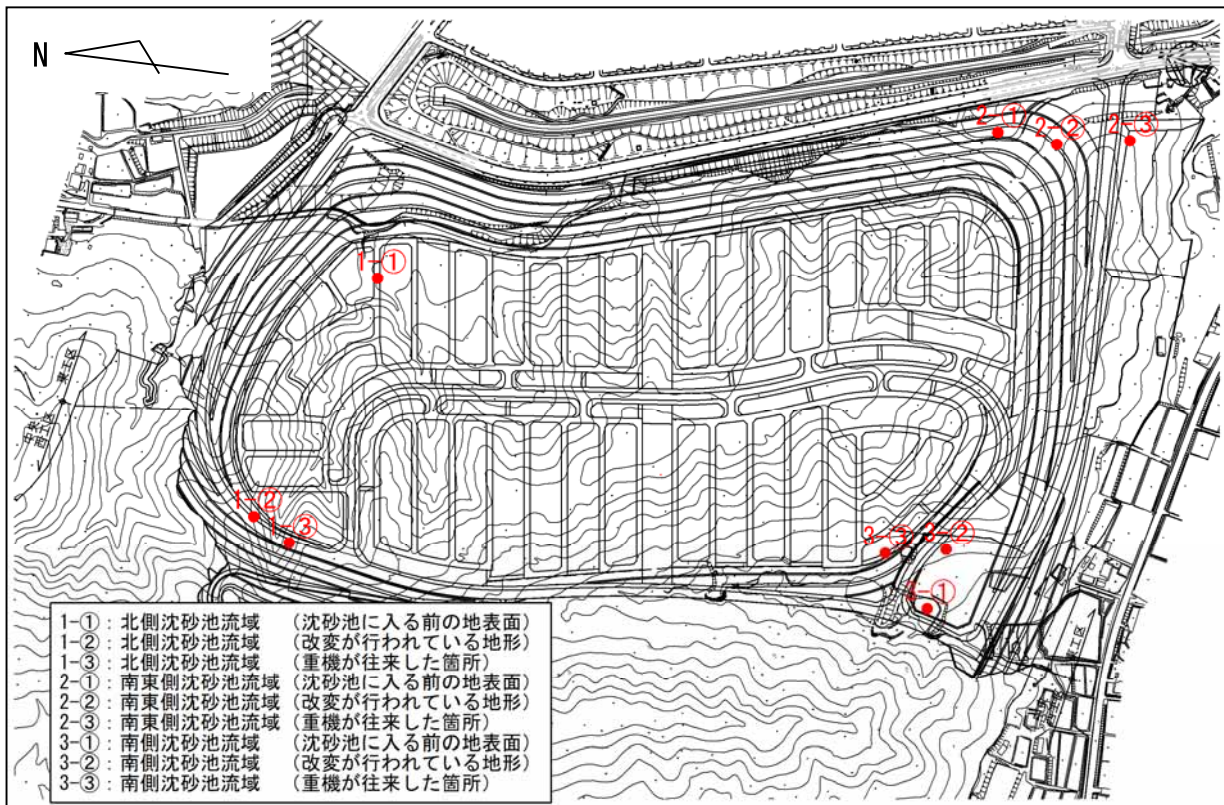 N
2-①
2-②
2-③
1-①
東工区
中央
西工区
1-②
1-③
3-③
3-②
3-①
1-①：北側沈砂池流域　（沈砂池に入る前の地表面）
1-②：北側沈砂池流域　（改変が行われている地形）
1-③：北側沈砂池流域　（重機が往来した箇所）
2-①：南東側沈砂池流域　（沈砂池に入る前の地表面）
2-②：南東側沈砂池流域　（改変が行われている地形）
2-③：南東側沈砂池流域　（重機が往来した箇所）
3-①：南側沈砂池流域　（沈砂池に入る前の地表面）
3-②：南側沈砂池流域　（改変が行われている地形）
3-③：南側沈砂池流域　（重機が往来した箇所）